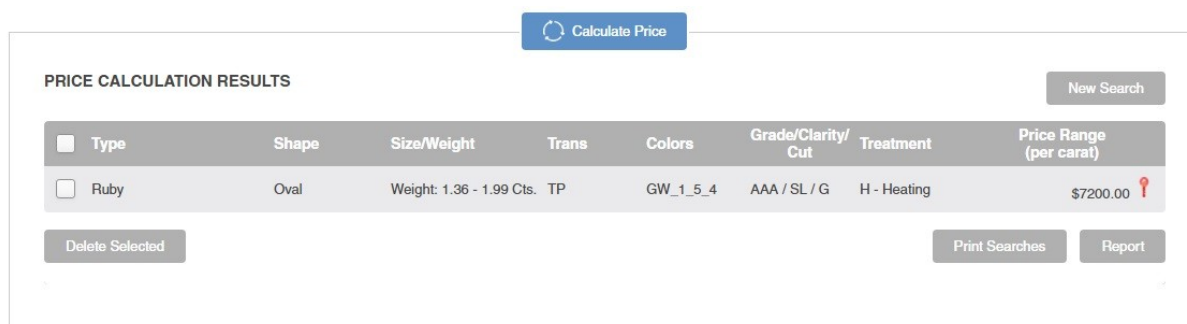 Calculate Price
PRICE CALCULATION RESULTS
New Search
Type Shape Size/Weight Trans Colors Grade/Clarity/ Cut Treatment Price Range (per carat)
Ruby Oval Weight: 1.36 - 1.99 Cts. TP GW_1_5_4 AAA / SL / G H - Heating $7200.00
Delete Selected Print Searches Report